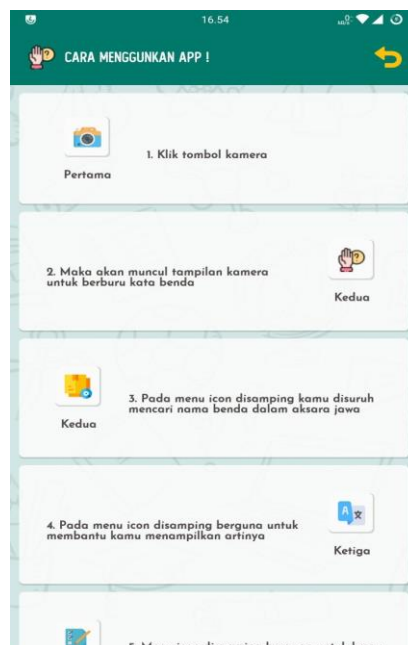 16.54
CARA MENGGUNKAN APP !
1. Klik tombol kamera
Pertama
2. Maka akan muncul tampilan kamera
untuk berburu kata benda
Kedua
3. Pada menu icon disamping kamu disuruh
mencari nama benda dalam aksara jawa
Kedua
4. Pada menu icon disamping berguna untuk
membantu kamu menampilkan artinya
Ketiga